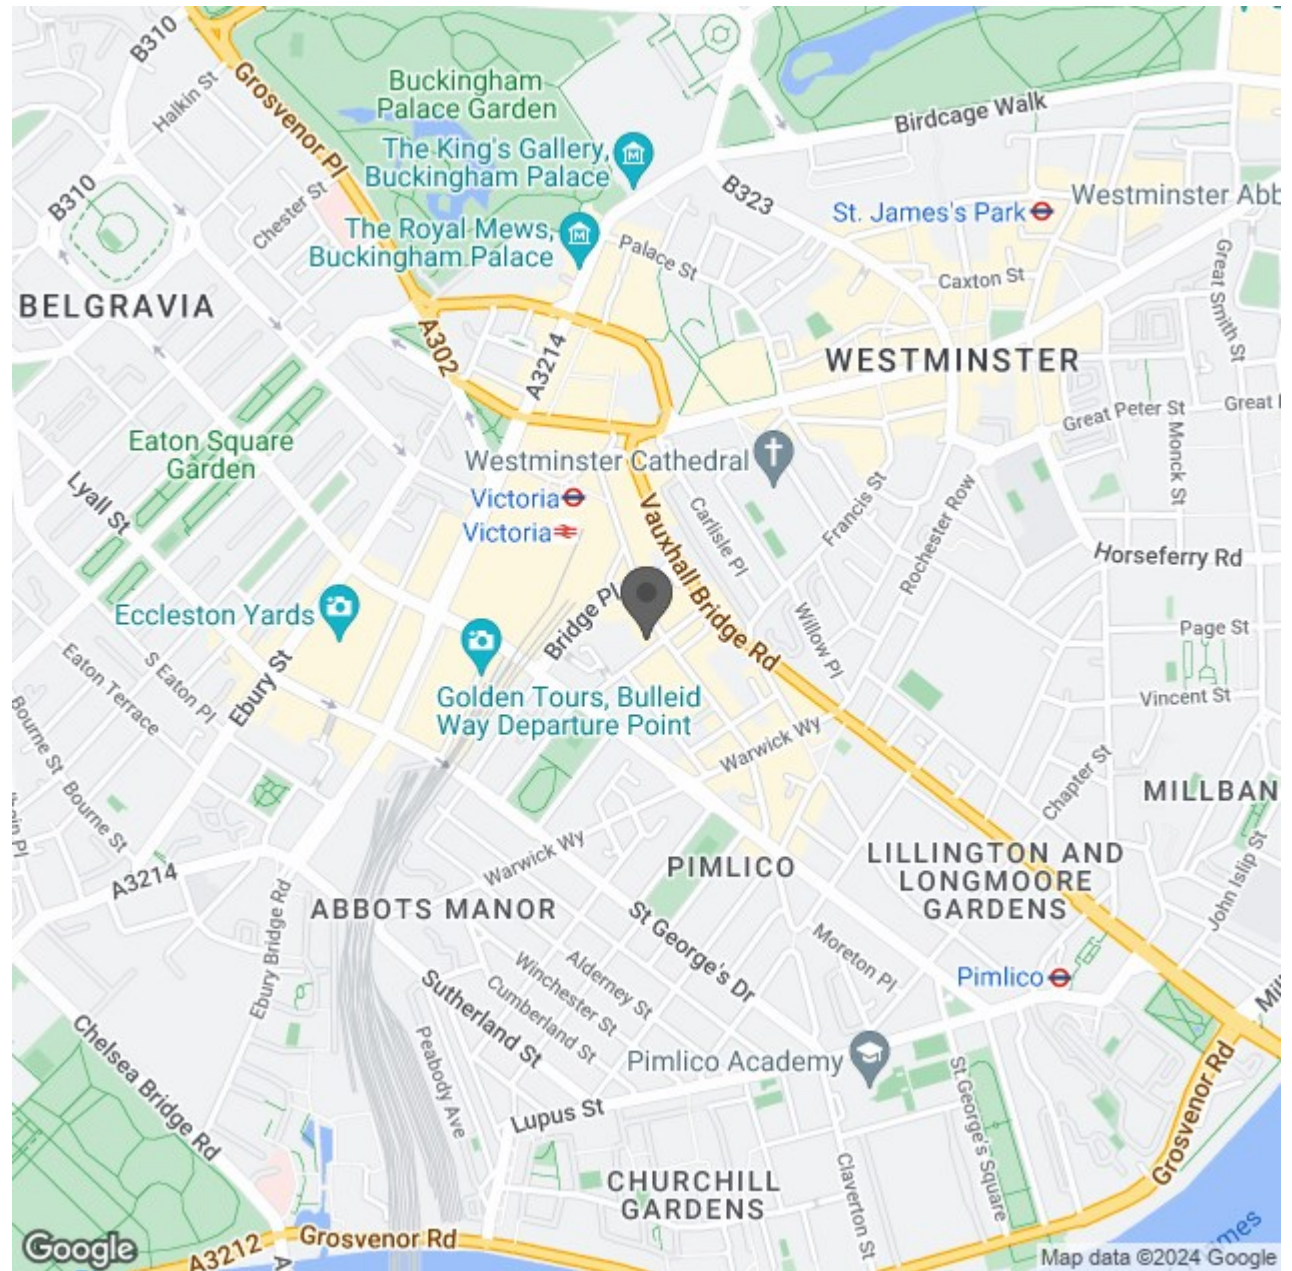 B310
Halkin St
Grosvenor Pl
Buckingham
Palace Garden
The King's Gallery,
Buckingham Palace
Birdcage Walk
B323
St. James's Park
Westminster Abb
B310
Chester St
The Royal Mews,
Buckingham Palace
Palace St
Caxton St
Great Smith St
BELGRAVIA
A302
A3214
WESTMINSTER
Great Peter St
Great
Monck St
Eaton Square
Garden
Westminster Cathedral
Lyall St
Victoria
Victoria
Vauxhall Bridge Rd
Carlisle Pl
Francis St
Rochester Row
Horseferry Rd
Eccleston Yards
Bridge Pl
Willow Pl
Page St
Eaton Terrace
S Eaton Pl
Ebury St
Golden Tours, Bulleid
Way Departure Point
Vincent St
Bourne St
Warwick Wy
Chapter St
MILLBAN
Bourne St
A3214
Warwick Wy
PIMLICO
LILLINGTON AND
LONGMOORE
GARDENS
John Islip St
ABBOTS MANOR
Ebury Bridge Rd
St George's Dr
Moreton Pl
Alderney St
Winchester St
Cumberland St
Sutherland St
Pimlico
Chelsea Bridge Rd
Peabody Ave
Pimlico Academy
St.George's Square
Lupus St
Grosvenor Rd
CHURCHILL
GARDENS
Claverton St
A3212
Grosvenor Rd
Google
Map data ©2024 Google